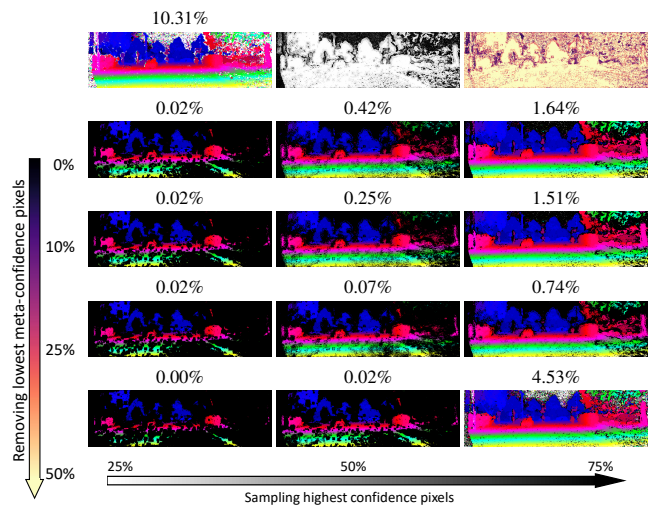 10.31%
0.02% 0.42% 1.64%
0%
0.02% 0.25% 1.51%
10%
0.02% 0.07% 0.74%
25%
0.00% 0.02% 4.53%
50%
Removing lowest meta-confidence pixels
25% 50% 75%
Sampling highest confidence pixels